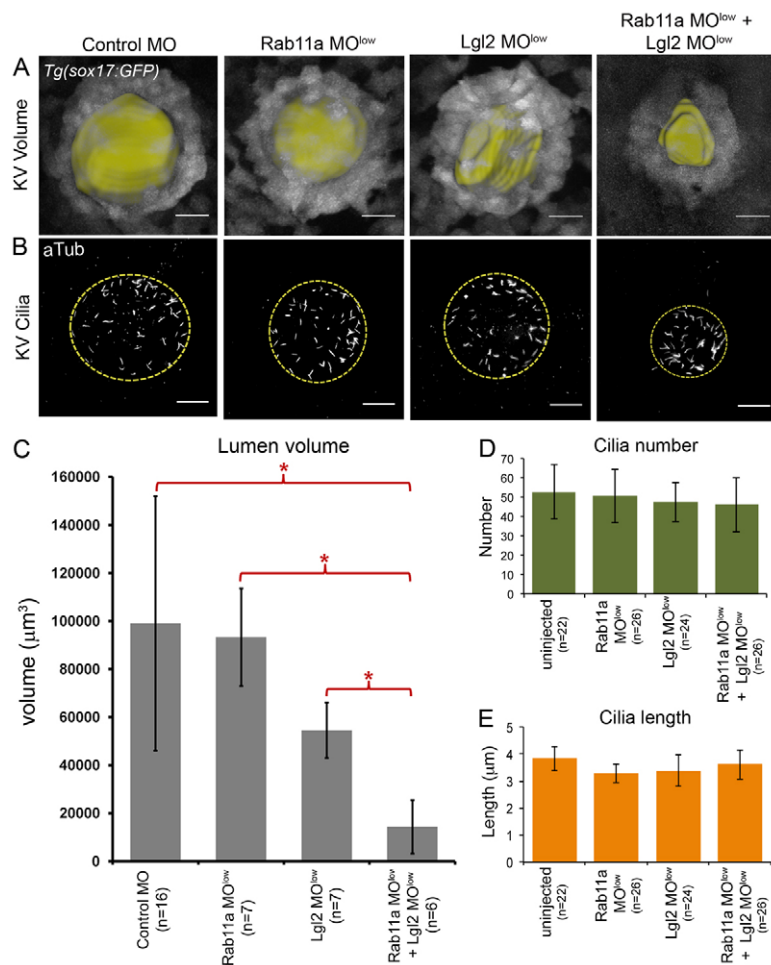 Control MO
Rab11a MOlow
Lgl2 MOlow
Rab11a MOlow +
Lgl2 MOlow
A
Tg(sox17:GFP)
KV Volume
B
aTub
KV Cilia
C
Lumen volume
160000
140000
120000
100000
80000
60000
40000
20000
0
volume (μm³)
*
*
*
Control MO
(n=16)
Rab11a MOlow
(n=7)
Lgl2 MOlow
(n=7)
Rab11a MOlow
+ Lgl2 MOlow
(n=6)
D
Cilia number
70
60
50
40
30
20
10
0
Number
uninjected
(n=22)
Rab11a
MOlow
(n=26)
Lgl2 MOlow
(n=24)
Rab11a MOlow
+ Lgl2 MOlow
(n=26)
E
Cilia length
5
4
3
2
1
0
Length (μm)
uninjected
(n=22)
Rab11a
MOlow
(n=26)
Lgl2 MOlow
(n=24)
Rab11a MOlow
+ Lgl2 MOlow
(n=26)